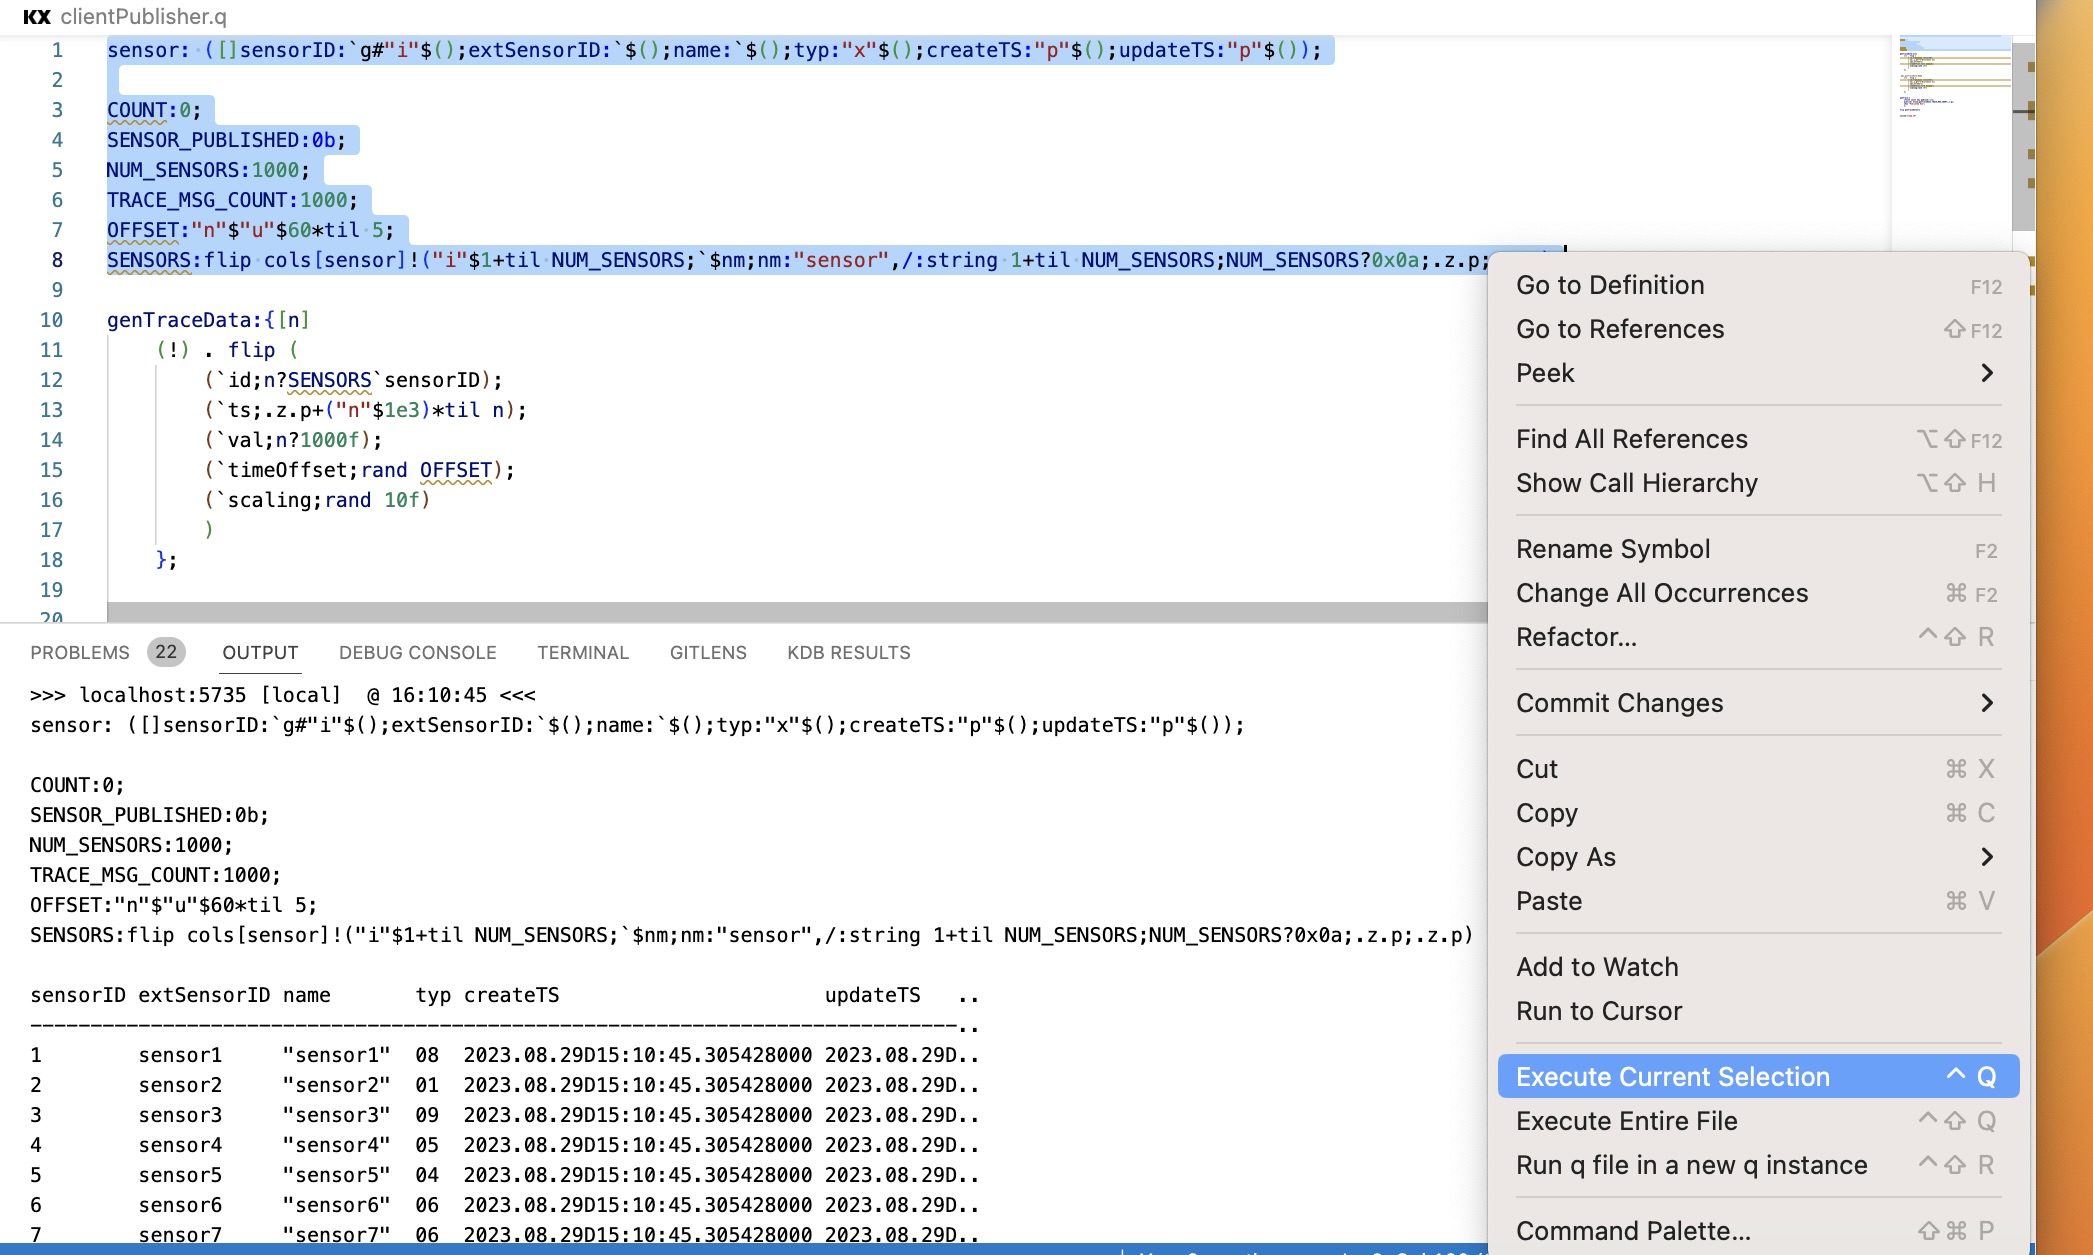 KX clientPublisher.q
1 sensor: ([]sensorID:`g#"i"$();extSensorID:`$();name:`$();typ:"x"$();createTS:"p"$();updateTS:"p"$());
2
3 COUNT:0;
4 SENSOR_PUBLISHED:0b;
5 NUM_SENSORS:1000;
6 TRACE_MSG_COUNT:1000;
7 OFFSET:"n"$"u"$60*til 5;
8 SENSORS:flip cols[sensor]!("i"$1+til NUM_SENSORS;`$nm;nm:"sensor",/:string 1+til NUM_SENSORS;NUM_SENSORS?0x0a;.z.p;
9
10 genTraceData:{[n]
11 (!) . flip (
12 (`id;n?SENSORS`sensorID);
13 (`ts;.z.p+("n"$1e3)*til n);
14 (`val;n?1000f);
15 (`timeOffset;rand OFFSET);
16 (`scaling;rand 10f)
17 )
18 };
19
20
Go to Definition F12
Go to References ⇧ F12
Peek >
Find All References ⌥ ⇧ F12
Show Call Hierarchy ⌥ ⇧ H
Rename Symbol F2
Change All Occurrences ⌘ F2
Refactor... ^ ⇧ R
Commit Changes >
Cut ⌘ X
Copy ⌘ C
Copy As >
Paste ⌘ V
Add to Watch
Run to Cursor
Execute Current Selection ^ Q
Execute Entire File ^ ⇧ Q
Run q file in a new q instance ^ ⇧ R
Command Palette... ⇧ ⌘ P
PROBLEMS 22 OUTPUT DEBUG CONSOLE TERMINAL GITLENS KDB RESULTS
>>> localhost:5735 [local]  @ 16:10:45 <<<
sensor: ([]sensorID:`g#"i"$();extSensorID:`$();name:`$();typ:"x"$();createTS:"p"$();updateTS:"p"$());
COUNT:0;
SENSOR_PUBLISHED:0b;
NUM_SENSORS:1000;
TRACE_MSG_COUNT:1000;
OFFSET:"n"$"u"$60*til 5;
SENSORS:flip cols[sensor]!("i"$1+til NUM_SENSORS;`$nm;nm:"sensor",/:string 1+til NUM_SENSORS;NUM_SENSORS?0x0a;.z.p;.z.p)
sensorID extSensorID name typ createTS updateTS ..
-----------------------------------------------------------------------------..
1 sensor1 "sensor1" 08 2023.08.29D15:10:45.305428000 2023.08.29D..
2 sensor2 "sensor2" 01 2023.08.29D15:10:45.305428000 2023.08.29D..
3 sensor3 "sensor3" 09 2023.08.29D15:10:45.305428000 2023.08.29D..
4 sensor4 "sensor4" 05 2023.08.29D15:10:45.305428000 2023.08.29D..
5 sensor5 "sensor5" 04 2023.08.29D15:10:45.305428000 2023.08.29D..
6 sensor6 "sensor6" 06 2023.08.29D15:10:45.305428000 2023.08.29D..
7 sensor7 "sensor7" 06 2023.08.29D15:10:45.305428000 2023.08.29D..